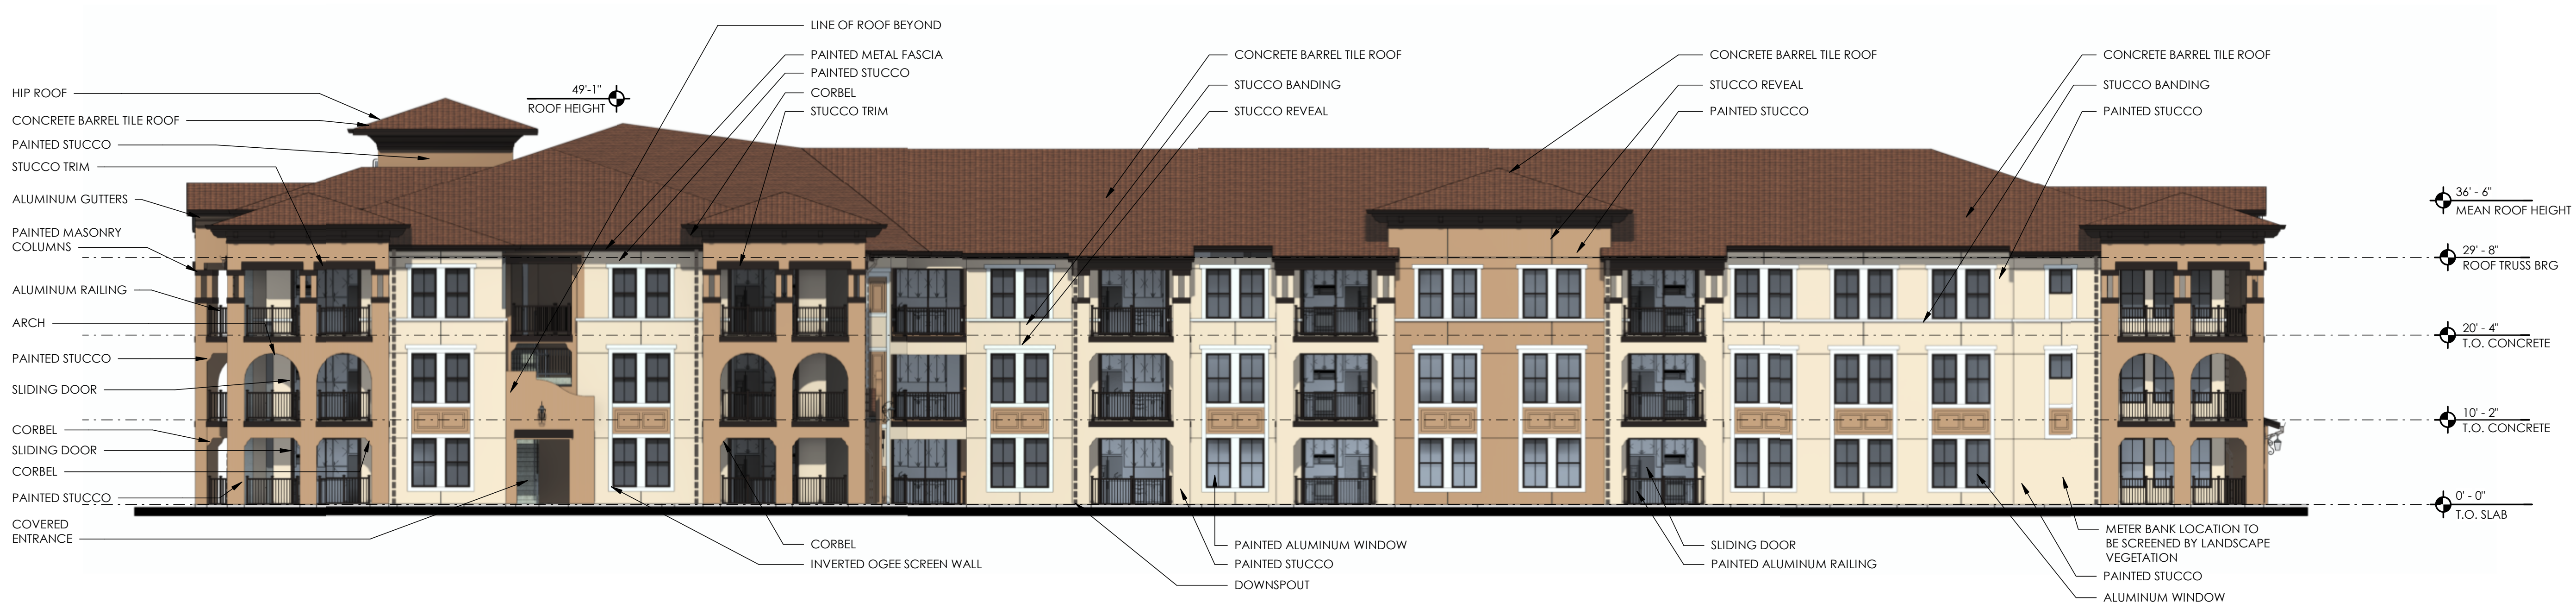 HIP ROOF
CONCRETE BARREL TILE ROOF
PAINTED STUCCO
STUCCO TRIM
ALUMINUM GUTTERS
PAINTED MASONRY
COLUMNS
ALUMINUM RAILING
ARCH
PAINTED STUCCO
SLIDING DOOR
CORBEL
SLIDING DOOR
CORBEL
PAINTED STUCCO
COVERED
ENTRANCE
49'-1"
ROOF HEIGHT
LINE OF ROOF BEYOND
PAINTED METAL FASCIA
PAINTED STUCCO
CORBEL
STUCCO TRIM
CONCRETE BARREL TILE ROOF
STUCCO BANDING
STUCCO REVEAL
CONCRETE BARREL TILE ROOF
STUCCO REVEAL
PAINTED STUCCO
CONCRETE BARREL TILE ROOF
STUCCO BANDING
PAINTED STUCCO
36' - 6"
MEAN ROOF HEIGHT
29' - 8"
ROOF TRUSS BRG
20' - 4"
T.O. CONCRETE
10' - 2"
T.O. CONCRETE
0' - 0"
T.O. SLAB
CORBEL
INVERTED OGEE SCREEN WALL
PAINTED ALUMINUM WINDOW
PAINTED STUCCO
DOWNSPOUT
SLIDING DOOR
PAINTED ALUMINUM RAILING
METER BANK LOCATION TO
BE SCREENED BY LANDSCAPE
VEGETATION
PAINTED STUCCO
ALUMINUM WINDOW